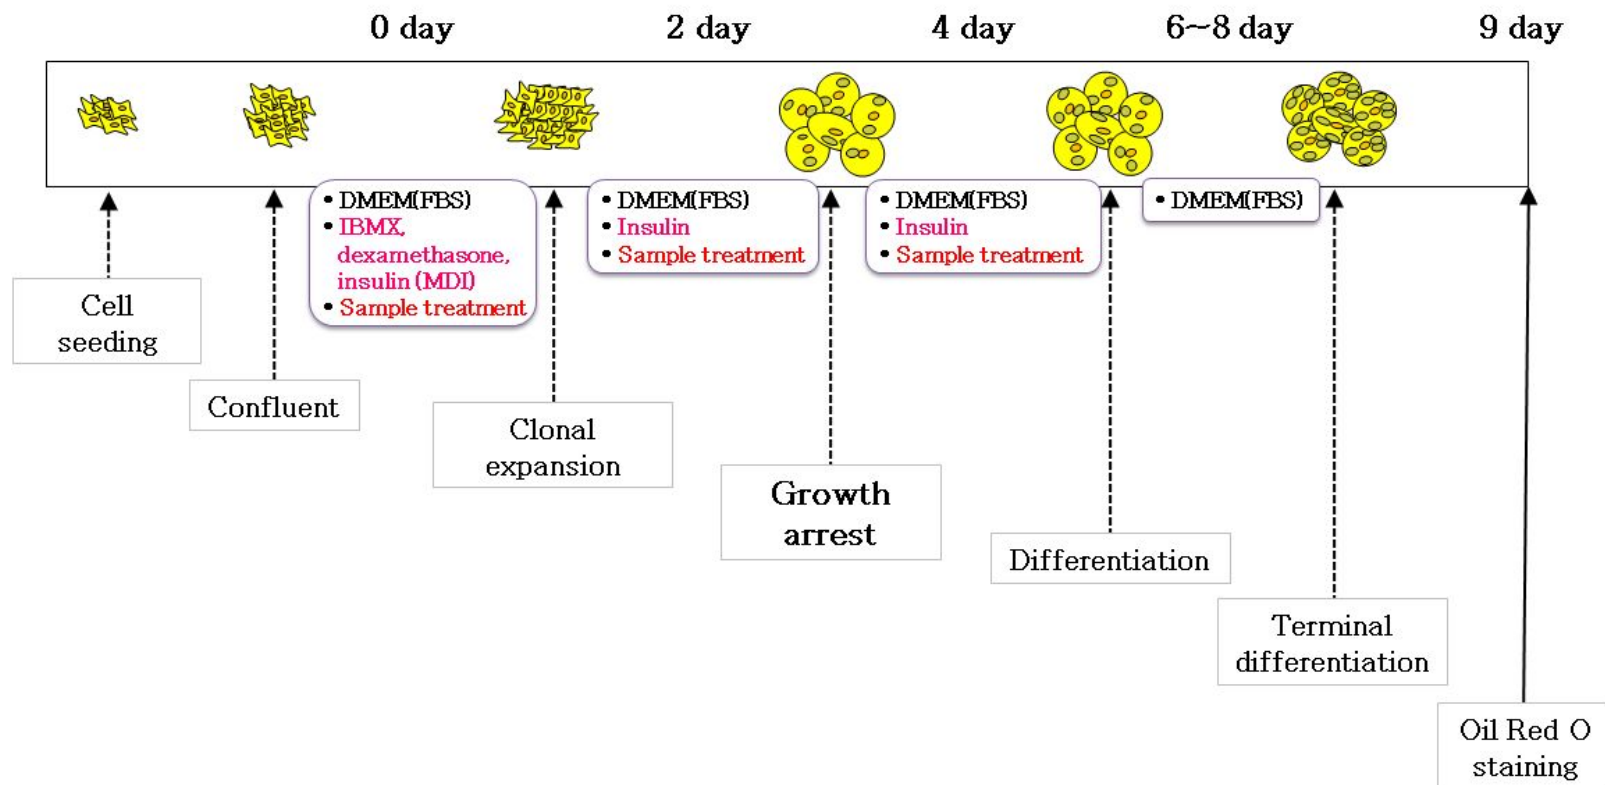 0 day
2 day
4 day
6~8 day
9 day
• DMEM(FBS)
• IBMX,
dexamethasone,
insulin (MDI)
• Sample treatment
• DMEM(FBS)
• Insulin
• Sample treatment
• DMEM(FBS)
• Insulin
• Sample treatment
• DMEM(FBS)
Cell
seeding
Confluent
Clonal
expansion
Growth
arrest
Differentiation
Terminal
differentiation
Oil Red O
staining